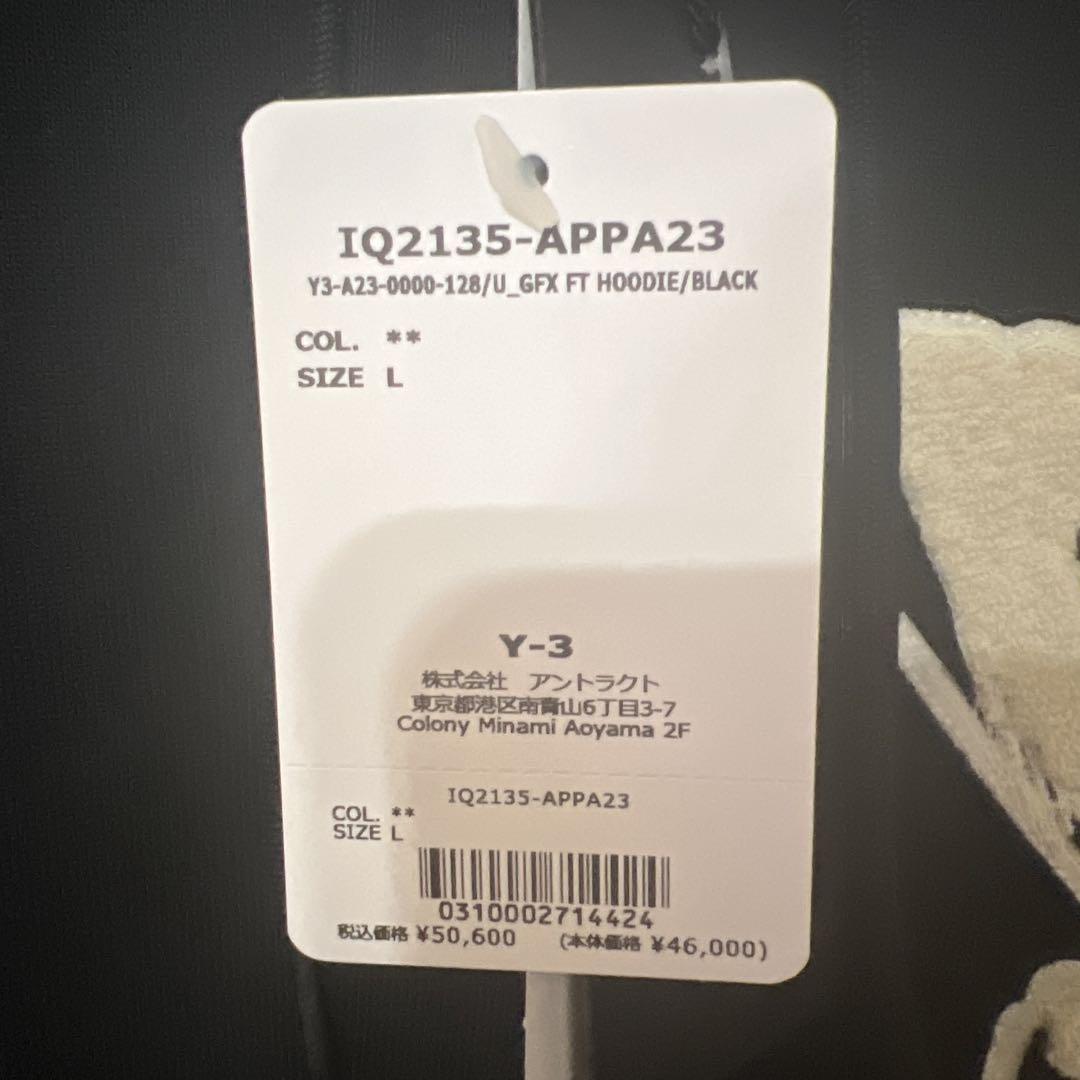 IQ2135-APPA23
Y3-A23-0000-128/U_GFX FT HOODIE/BLACK
COL. **
SIZE L
Y-3
株式会社 アントラクト
東京都港区南青山6丁目3-7
Colony Minami Aoyama 2F
IQ2135-APPA23
COL. **
SIZE L
0310002714424
税込価格 ¥50,600 (本体価格 ¥46,000)